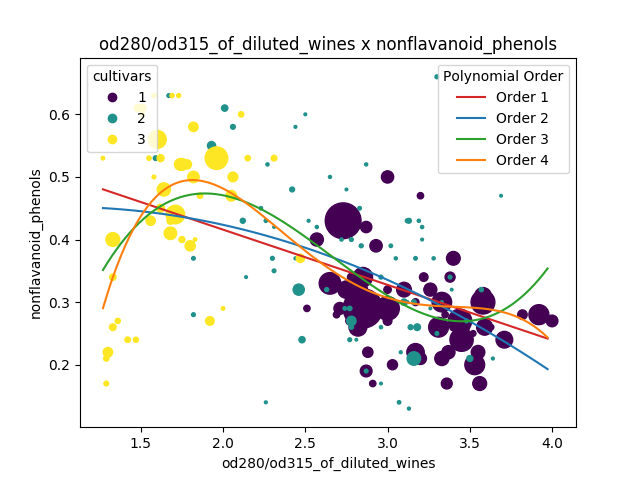 od280/od315_of_diluted_wines x nonflavanoid_phenols
cultivars
1
2
3
Polynomial Order
Order 1
Order 2
Order 3
Order 4
nonflavanoid_phenols
0.6
0.5
0.4
0.3
0.2
1.5 2.0 2.5 3.0 3.5 4.0
od280/od315_of_diluted_wines